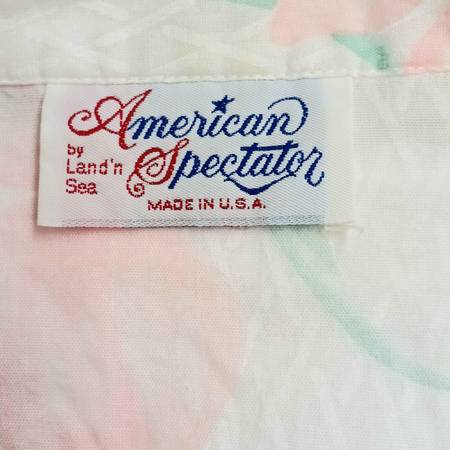 American
by
Land'n
Sea
Spectator
MADE IN U.S.A.